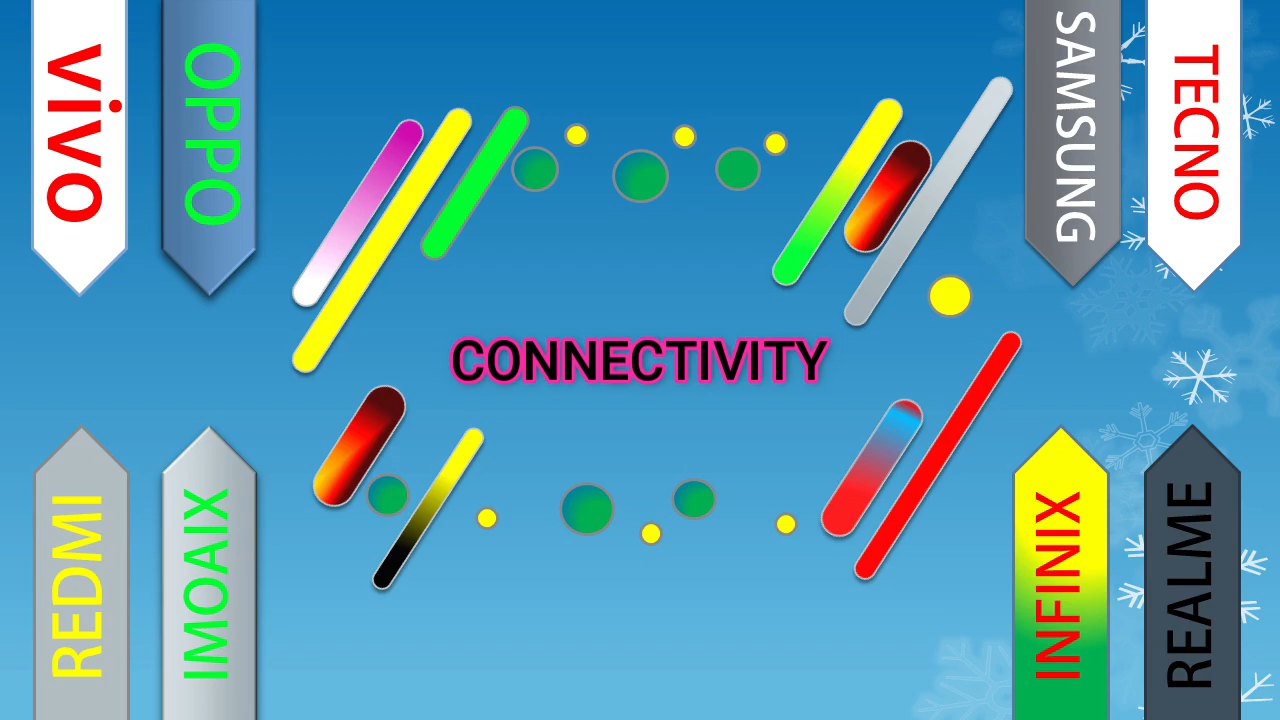 vivo
OPPO
SAMSUNG
TECNO
CONNECTIVITY
REDMI
IMOAIX
INFINIX
REALME